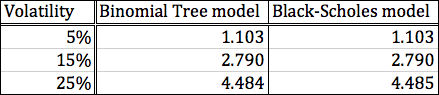 Volatility Binomial Tree model Black-Scholes model
5% 1.103 1.103
15% 2.790 2.790
25% 4.484 4.485